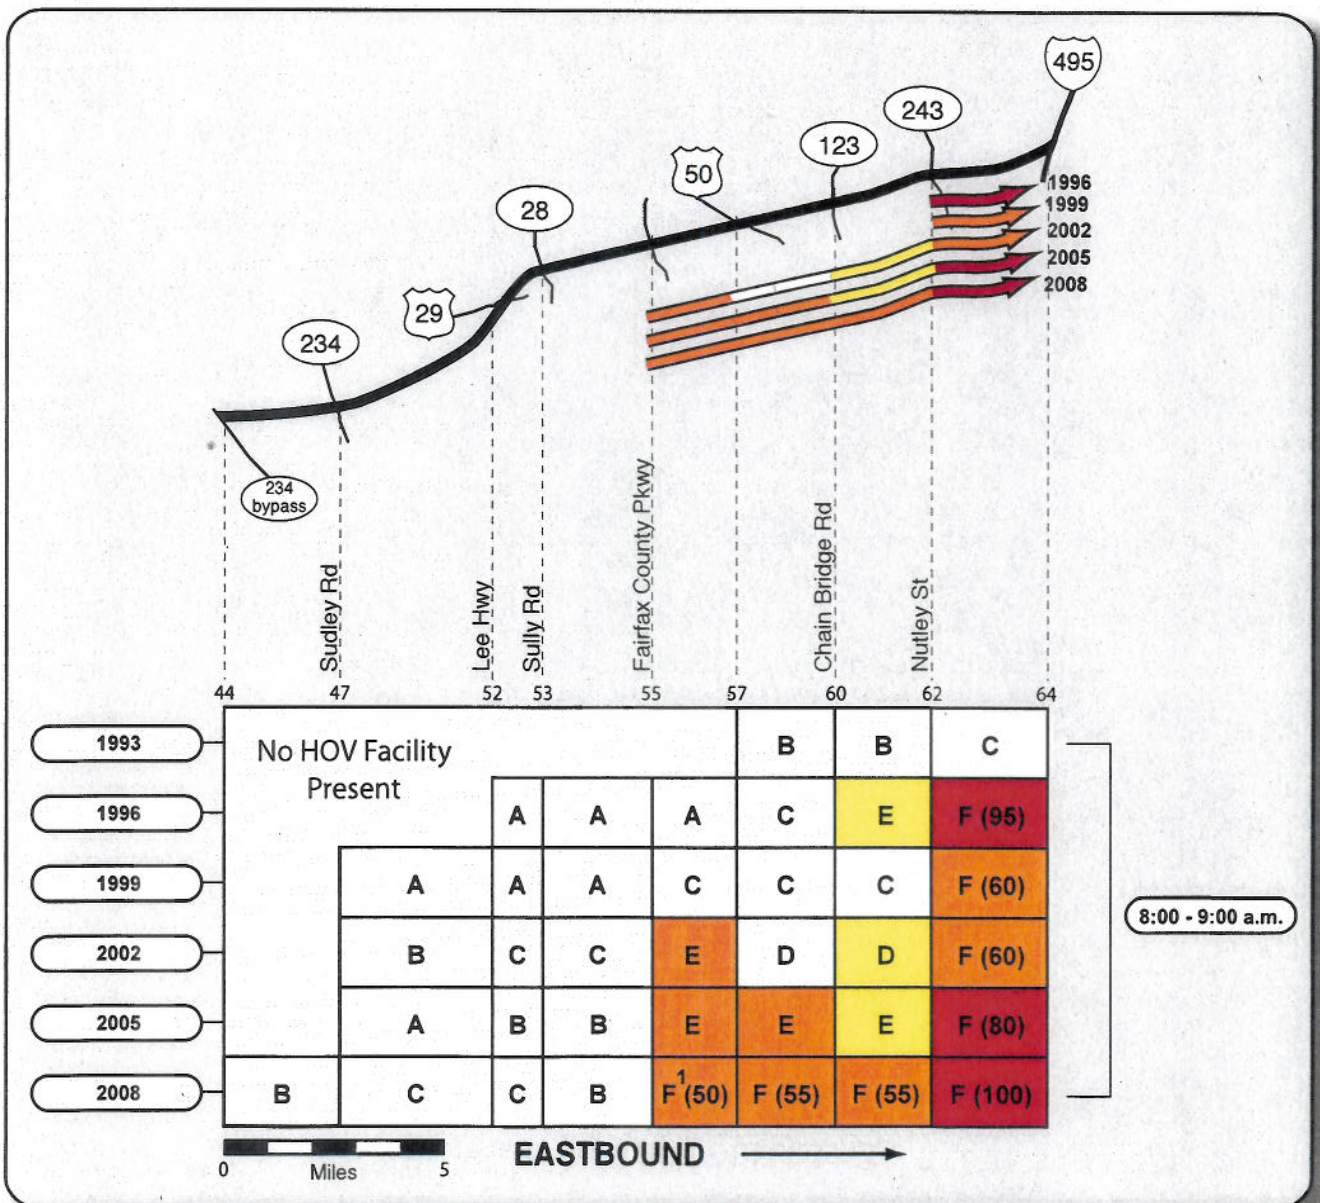 495
243
123
50
28
29
234
234
bypass
1996
1999
2002
2005
2008
Sudley Rd
Lee Hwy
Sully Rd
Fairfax County Pkwy
Chain Bridge Rd
Nutley St
44 47 52 53 55 57 60 62 64
1993 No HOV Facility Present B B C
1996 A A A C E F (95)
1999 A A A C C C F (60)
2002 B C C E D D F (60)
2005 A B B E E E F (80)
2008 B C C B F¹(50) F (55) F (55) F (100)
8:00 - 9:00 a.m.
0 Miles 5 EASTBOUND